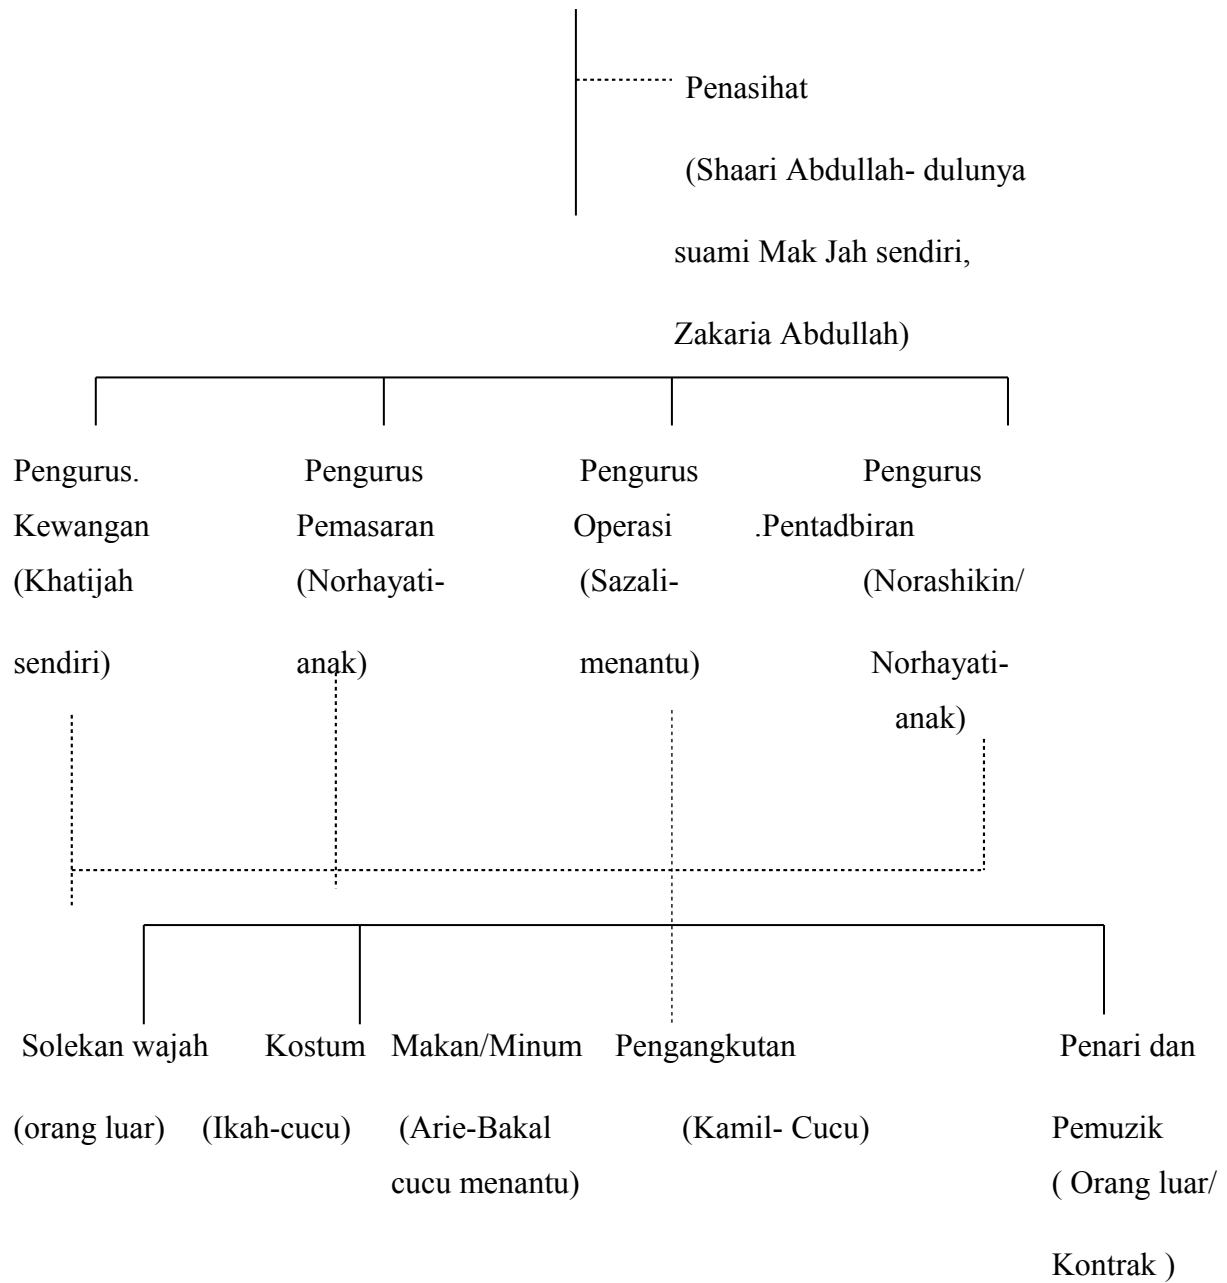 Penasihat
(Shaari Abdullah- dulunya
suami Mak Jah sendiri,
Zakaria Abdullah)
Pengurus. Pengurus Pengurus Pengurus
Kewangan Pemasaran Operasi .Pentadbiran
(Khatijah (Norhayati- (Sazali- (Norashikin/
sendiri) anak) menantu) Norhayati-
anak)
Solekan wajah Kostum Makan/Minum Pengangkutan Penari dan
(orang luar) (Ikah-cucu) (Arie-Bakal (Kamil- Cucu) Pemuzik
cucu menantu) ( Orang luar/
Kontrak )